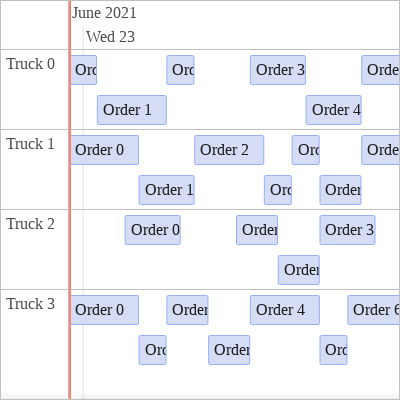 June 2021
Wed 23
Truck 0
Ord
Ord
Order 3
Orde
Order 1
Order 4
Truck 1
Order 0
Order 2
Ord
Orde
Order 1
Ord
Order
Truck 2
Order 0
Order
Order 3
Order
Truck 3
Order 0
Order
Order 4
Order 6
Ord
Order
Ord